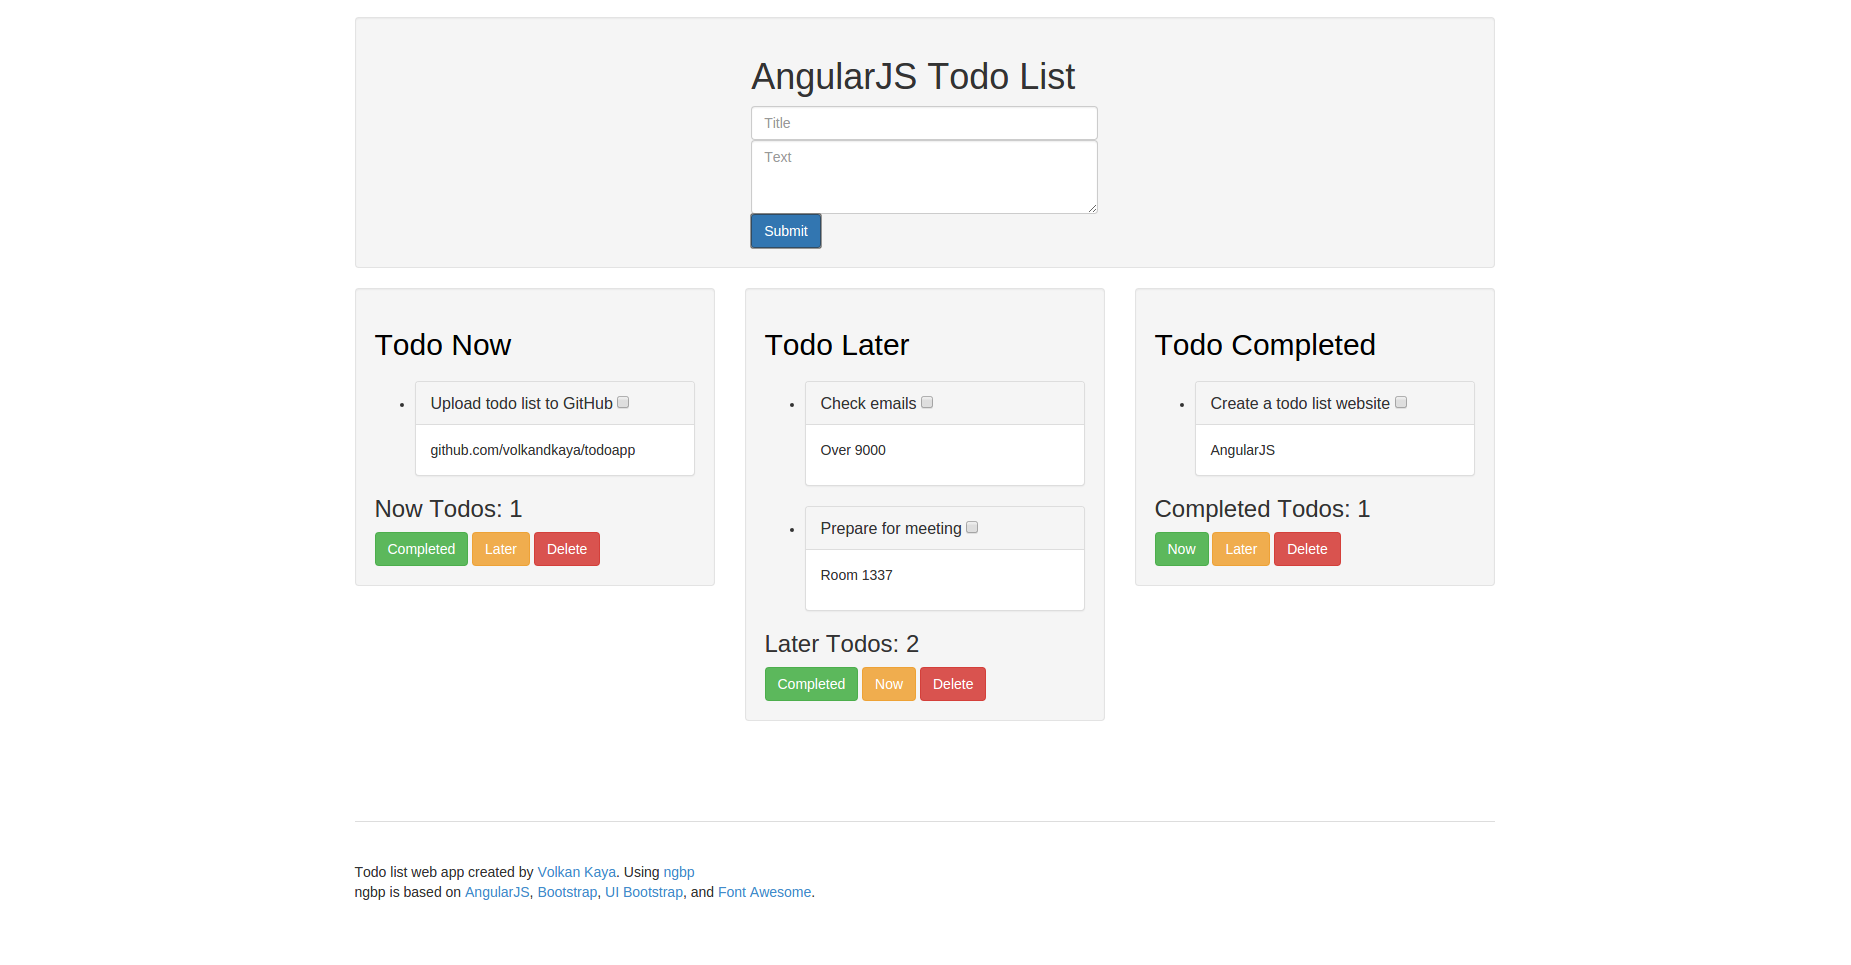 AngularJS Todo List
Title
Text
Submit
Todo Now
Upload todo list to GitHub
github.com/volkandkaya/todoapp
Now Todos: 1
Completed Later Delete
Todo Later
Check emails
Over 9000
Prepare for meeting
Room 1337
Later Todos: 2
Completed Now Delete
Todo Completed
Create a todo list website
AngularJS
Completed Todos: 1
Now Later Delete
Todo list web app created by Volkan Kaya. Using ngbp
ngbp is based on AngularJS, Bootstrap, UI Bootstrap, and Font Awesome.